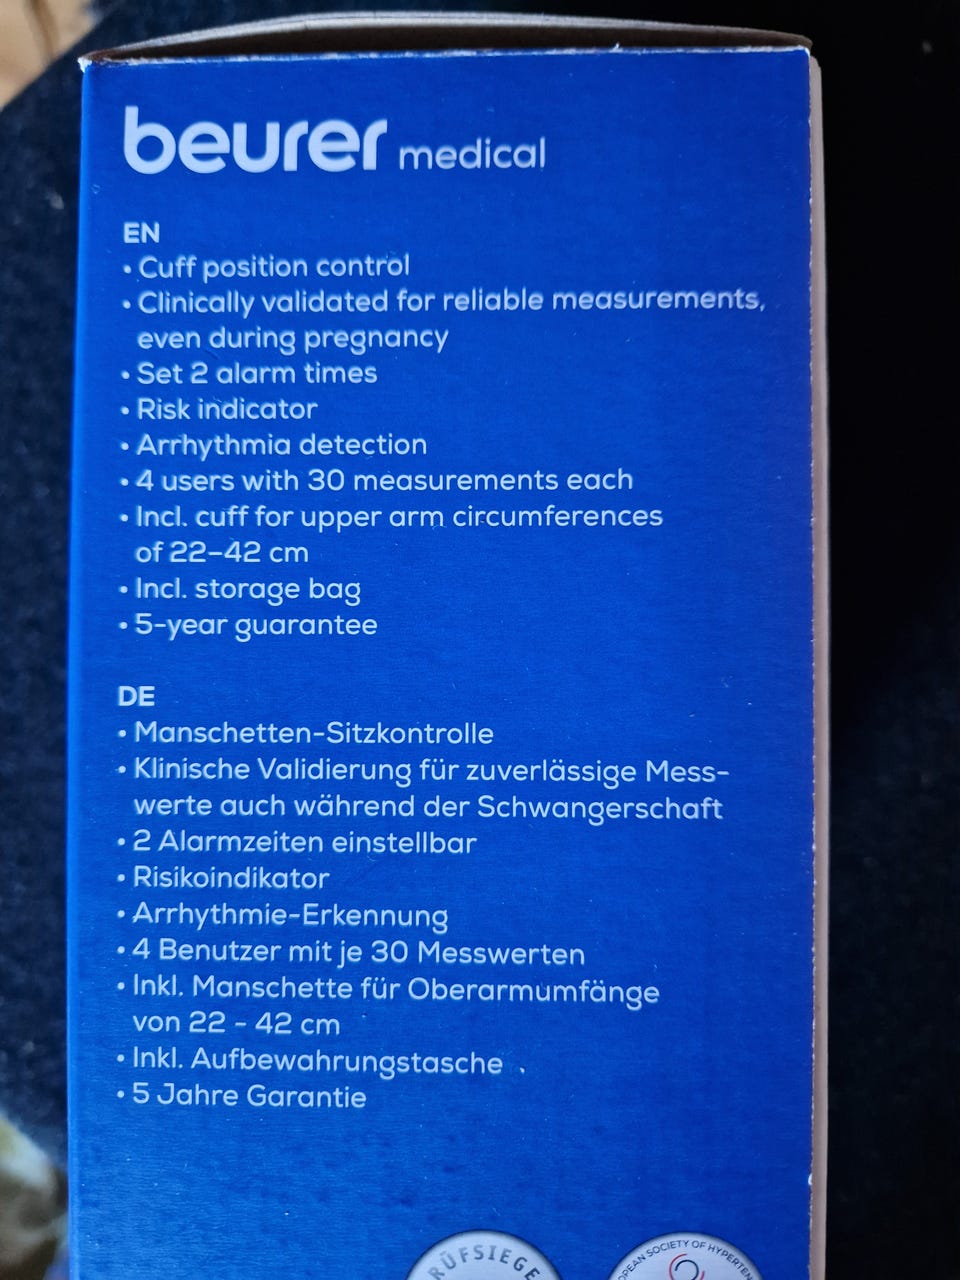 beurer medical
EN
• Cuff position control
• Clinically validated for reliable measurements,
even during pregnancy
• Set 2 alarm times
• Risk indicator
• Arrhythmia detection
• 4 users with 30 measurements each
• Incl. cuff for upper arm circumferences
of 22–42 cm
• Incl. storage bag
• 5-year guarantee
DE
• Manschetten-Sitzkontrolle
• Klinische Validierung für zuverlässige Mess-
werte auch während der Schwangerschaft
• 2 Alarmzeiten einstellbar
• Risikoindikator
• Arrhythmie-Erkennung
• 4 Benutzer mit je 30 Messwerten
• Inkl. Manschette für Oberarmumfänge
von 22 - 42 cm
• Inkl. Aufbewahrungstasche
• 5 Jahre Garantie
SOCIETY OF